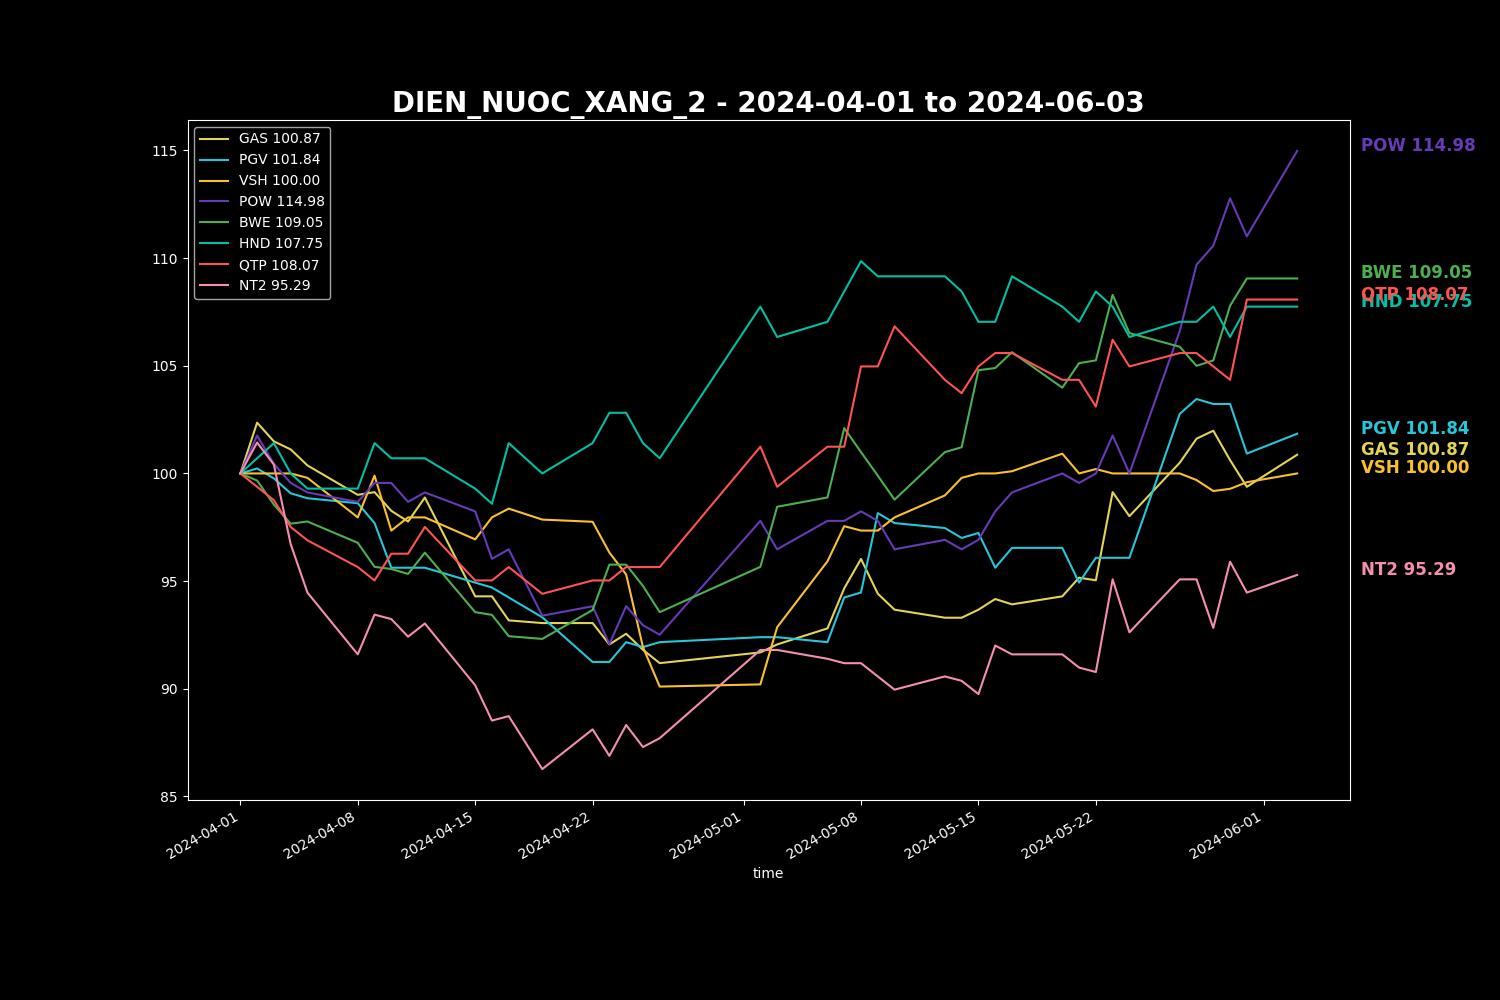 DIEN_NUOC_XANG_2 - 2024-04-01 to 2024-06-03
GAS 100.87
PGV 101.84
VSH 100.00
POW 114.98
BWE 109.05
HND 107.75
QTP 108.07
NT2 95.29
115
110
105
100
95
90
85
POW 114.98
BWE 109.05
QTP 108.07
HND 107.75
PGV 101.84
GAS 100.87
VSH 100.00
NT2 95.29
2024-04-01
2024-04-08
2024-04-15
2024-04-22
2024-05-01
2024-05-08
2024-05-15
2024-05-22
2024-06-01
time